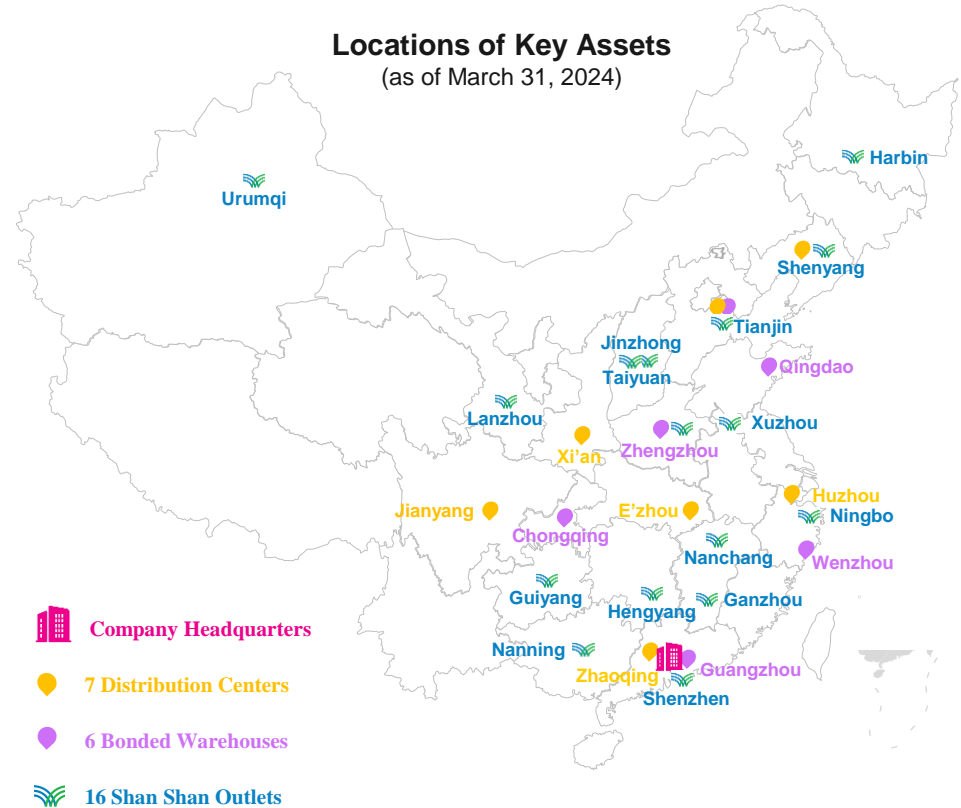 Locations of Key Assets
(as of March 31, 2024)
Harbin
Urumqi
Shenyang
Tianjin
Jinzhong
Qingdao
Taiyuan
Lanzhou
Xuzhou
Zhengzhou
Xi’an
Huzhou
Jianyang
E’zhou
Ningbo
Chongqing
Nanchang
Wenzhou
Guiyang
Hengyang
Ganzhou
Company Headquarters
Nanning
Zhaoqing
Guangzhou
7 Distribution Centers
Shenzhen
6 Bonded Warehouses
16 Shan Shan Outlets